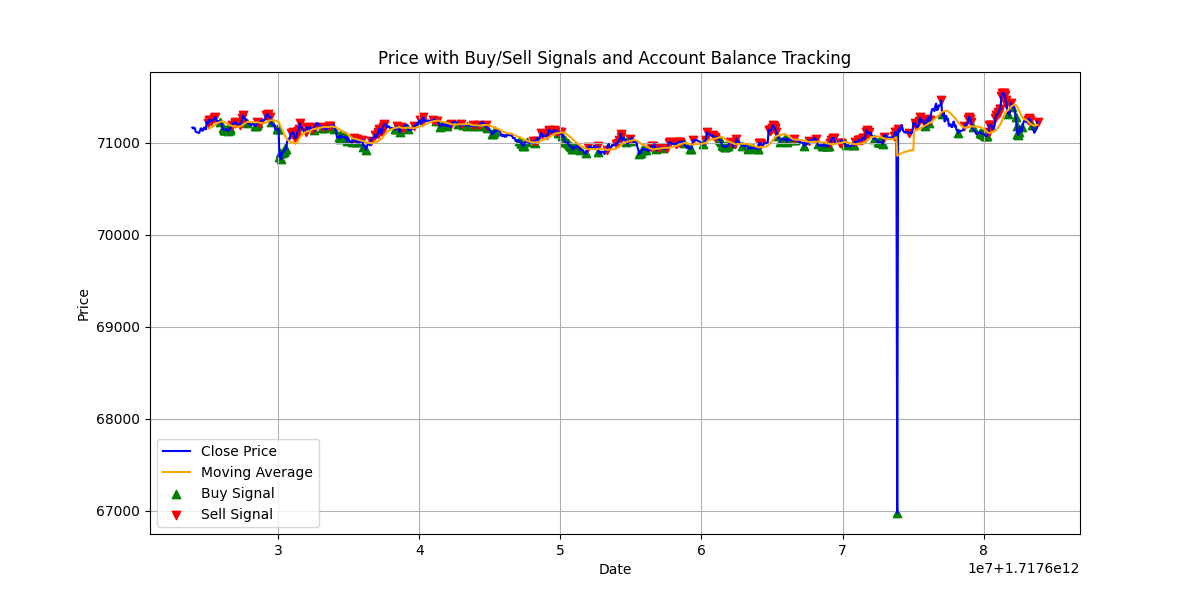 Price with Buy/Sell Signals and Account Balance Tracking
Price
71000
70000
69000
68000
67000
Close Price
Moving Average
Buy Signal
Sell Signal
3 4 5 6 7 8
Date
1e7+1.7176e12